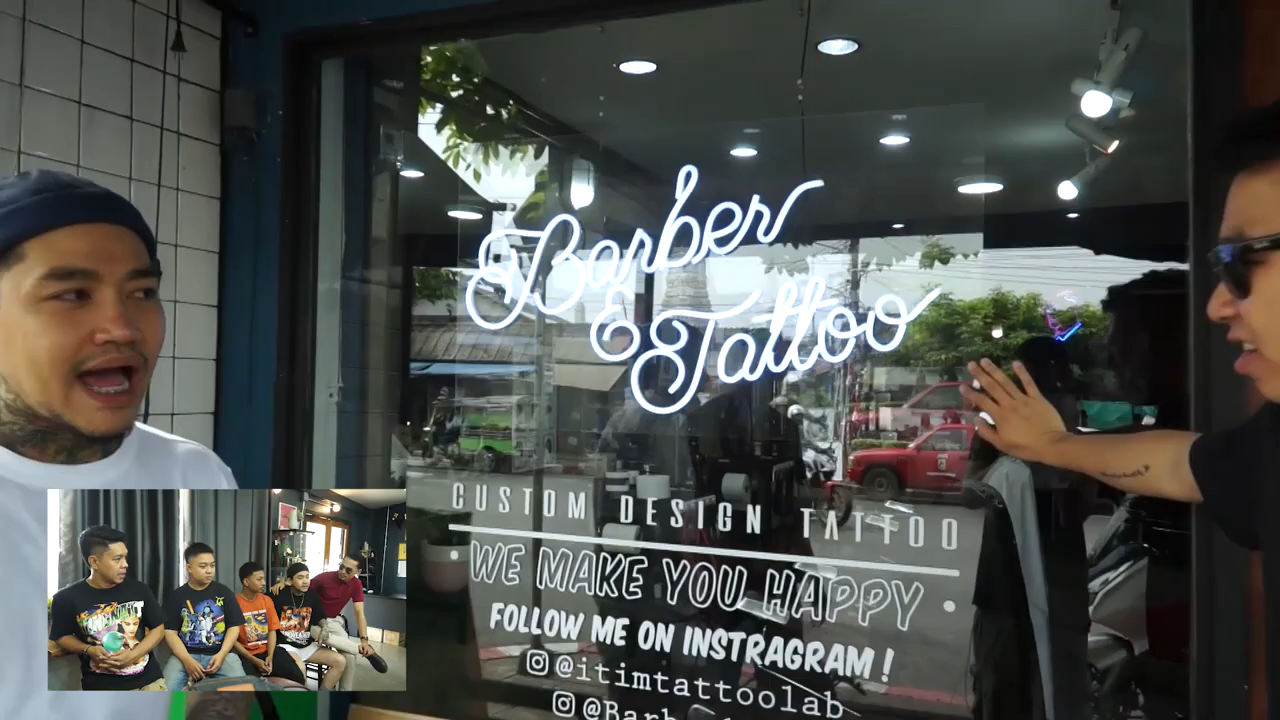 Barber
& Tattoo
CUSTOM DESIGN TATTOO
• WE MAKE YOU HAPPY •
FOLLOW ME ON INSTRAGRAM !
@itimtattoolab